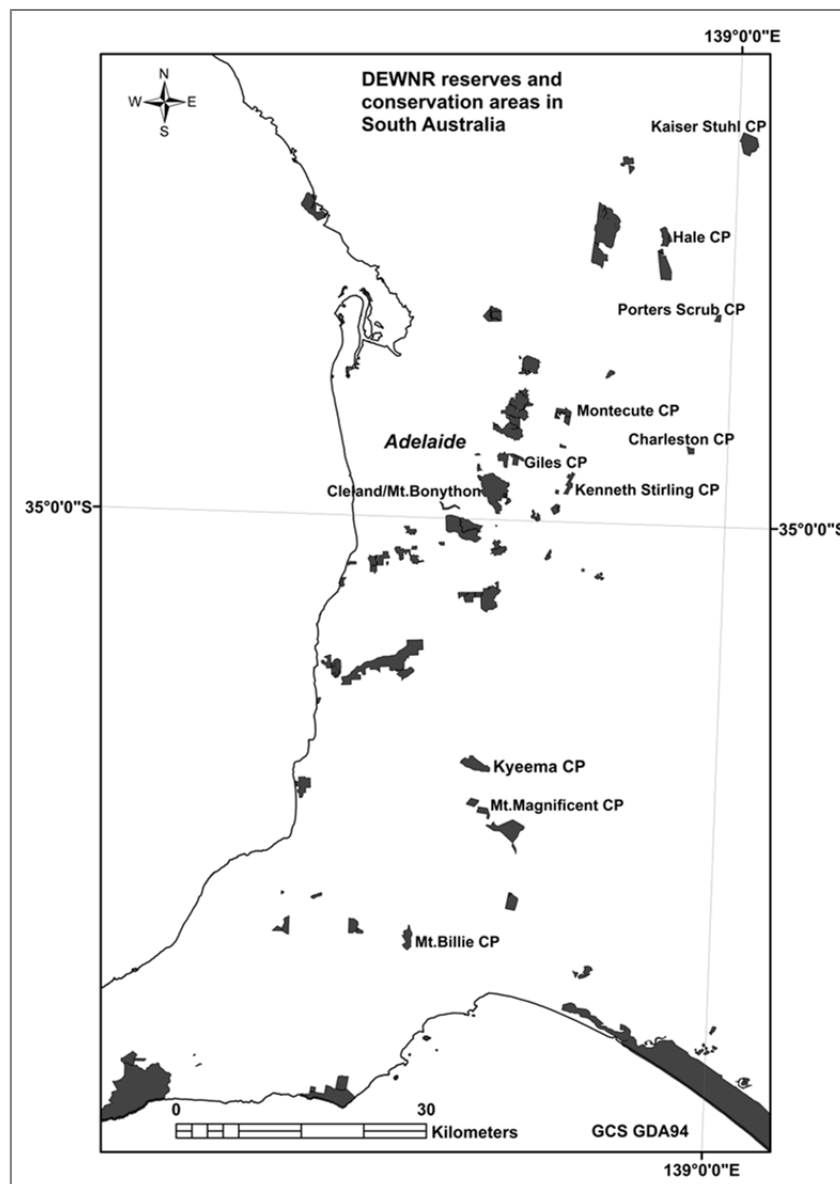 139°0'0"E
N
W E
S
DEWNR reserves and
conservation areas in
South Australia
Kaiser Stuhl CP
Hale CP
Porters Scrub CP
Montecute CP
Adelaide
Charleston CP
Giles CP
Cleland/Mt.Bonython
Kenneth Stirling CP
35°0'0"S
35°0'0"S
Kyeema CP
Mt.Magnificent CP
Mt.Billie CP
0 30
Kilometers
GCS GDA94
139°0'0"E